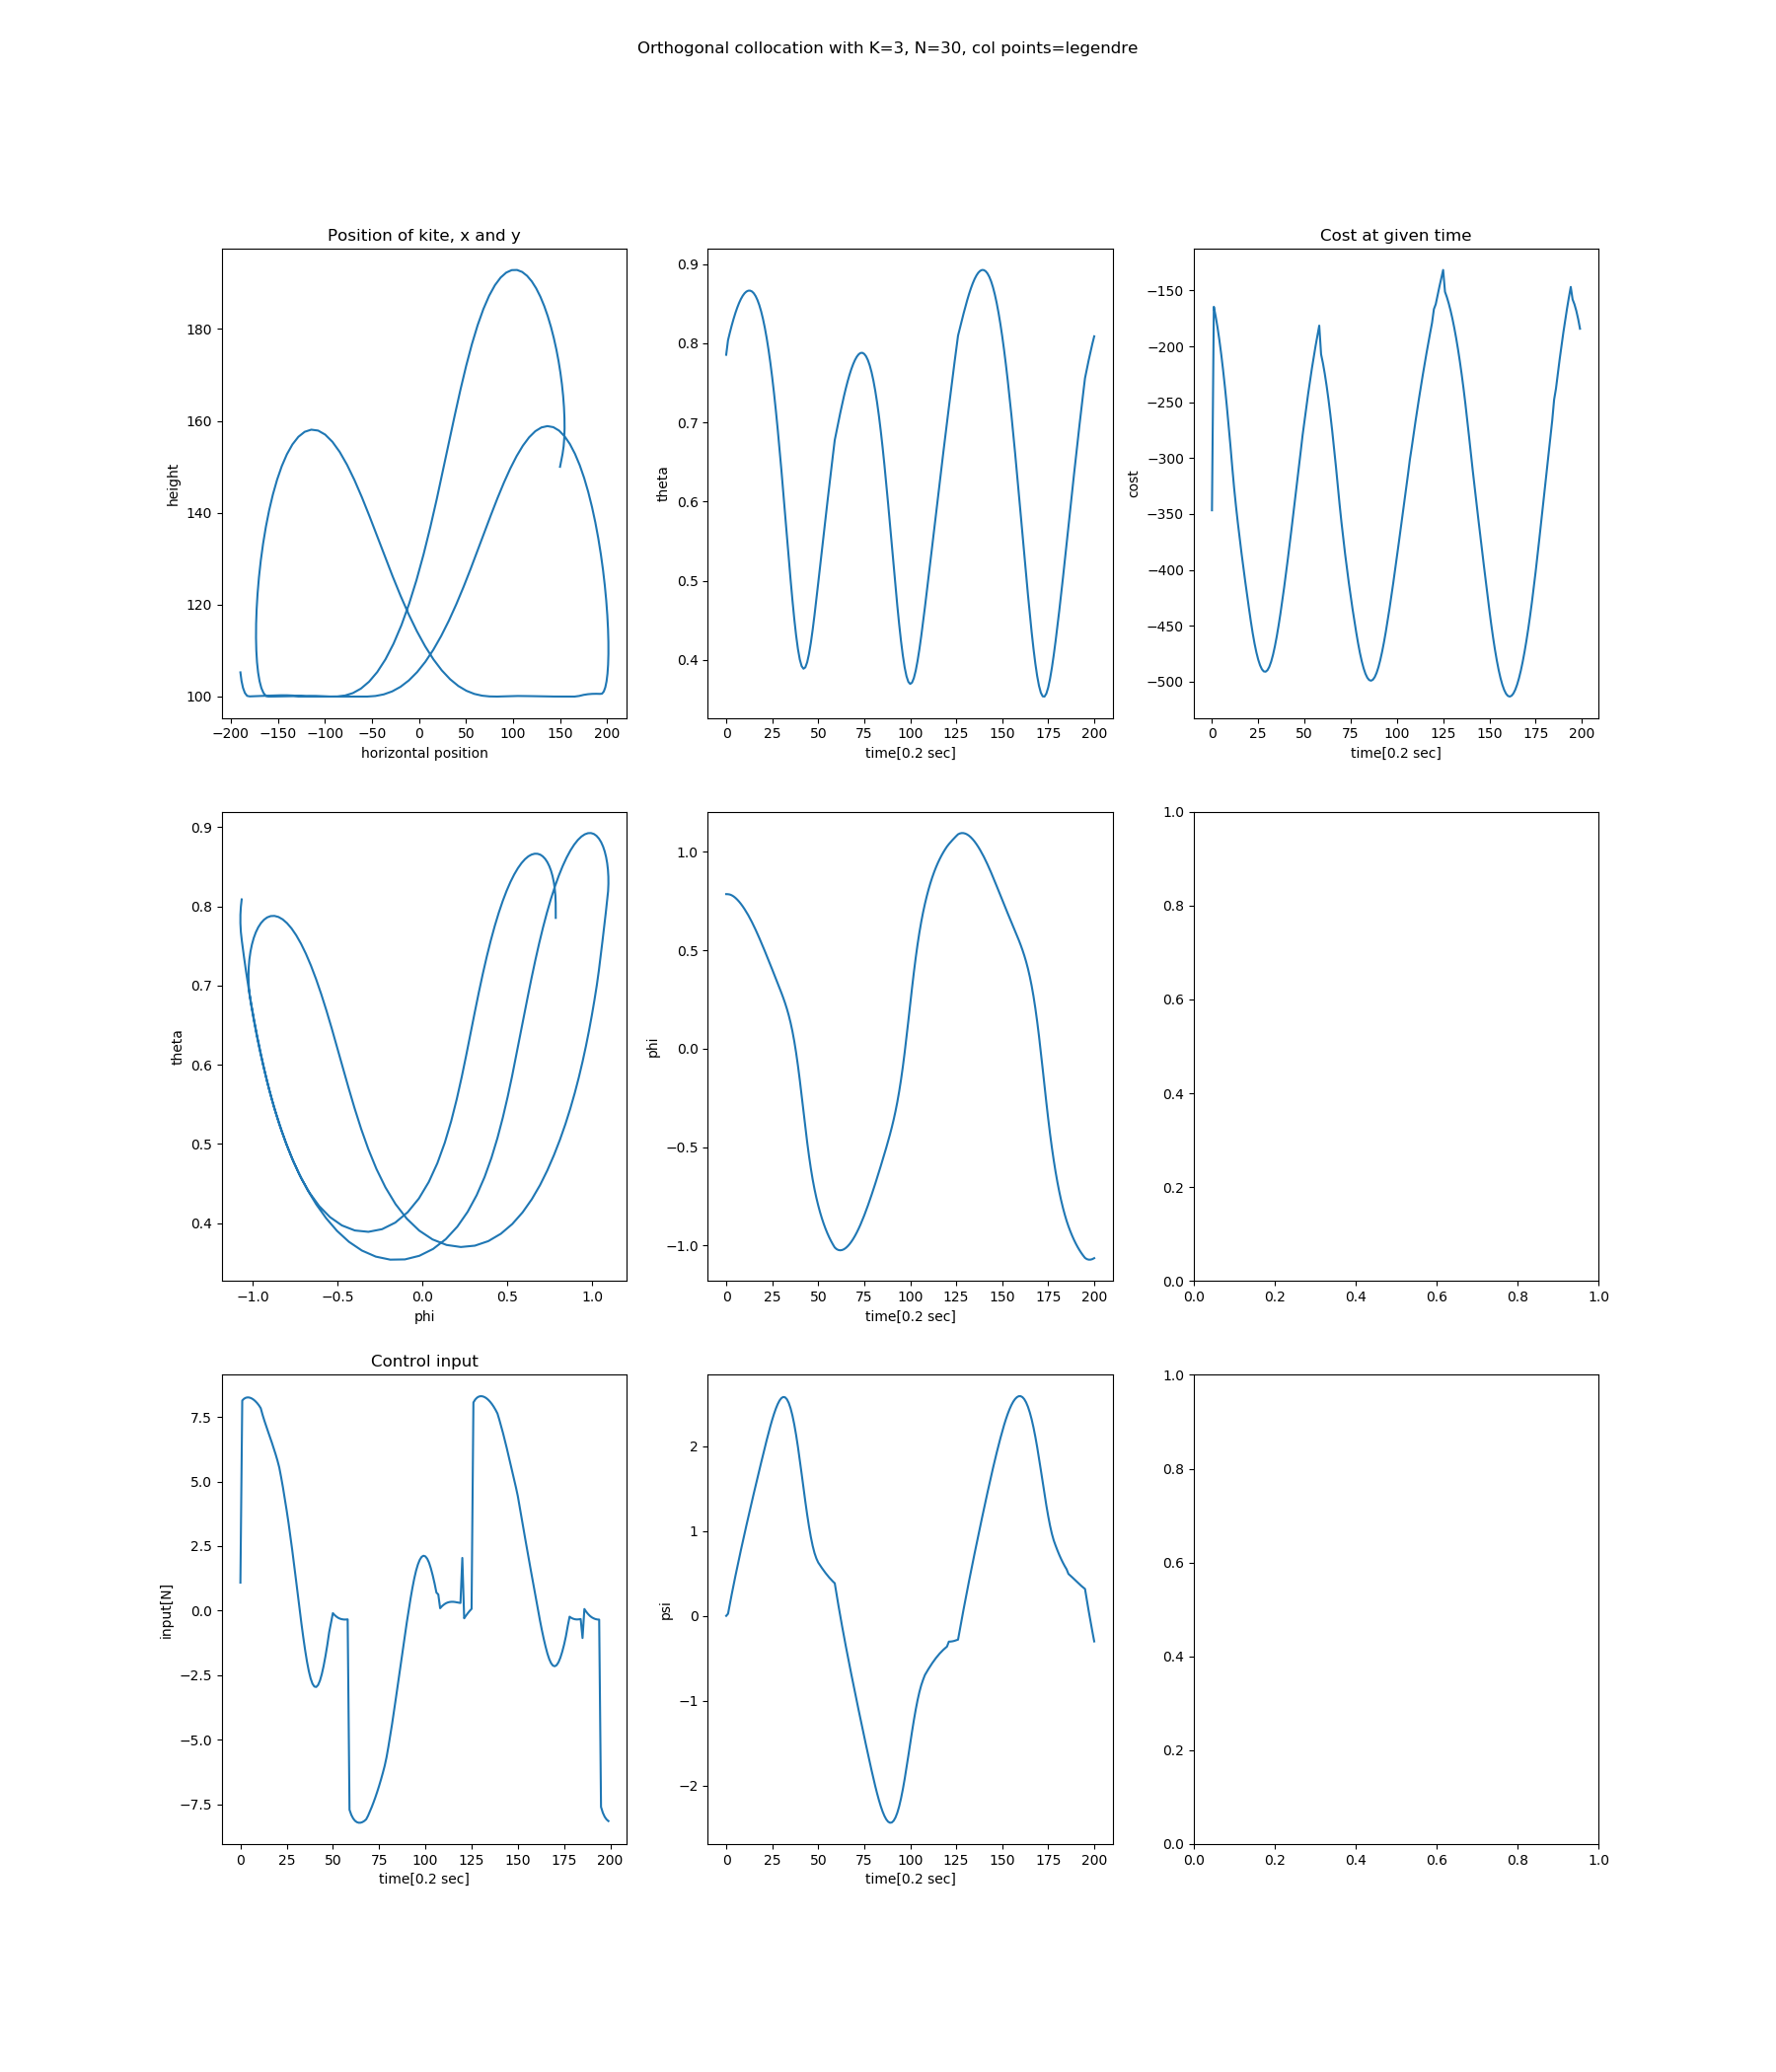 Orthogonal collocation with K=3, N=30, col points=legendre
Position of kite, x and y
height
180
160
140
120
100
−200 −150 −100 −50 0 50 100 150 200
horizontal position
theta
0.9
0.8
0.7
0.6
0.5
0.4
0 25 50 75 100 125 150 175 200
time[0.2 sec]
Cost at given time
cost
−150
−200
−250
−300
−350
−400
−450
−500
0 25 50 75 100 125 150 175 200
time[0.2 sec]
theta
0.9
0.8
0.7
0.6
0.5
0.4
−1.0 −0.5 0.0 0.5 1.0
phi
phi
1.0
0.5
0.0
−0.5
−1.0
0 25 50 75 100 125 150 175 200
time[0.2 sec]
1.0
0.8
0.6
0.4
0.2
0.0
0.0 0.2 0.4 0.6 0.8 1.0
Control input
input[N]
7.5
5.0
2.5
0.0
−2.5
−5.0
−7.5
0 25 50 75 100 125 150 175 200
time[0.2 sec]
psi
2
1
0
−1
−2
0 25 50 75 100 125 150 175 200
time[0.2 sec]
1.0
0.8
0.6
0.4
0.2
0.0
0.0 0.2 0.4 0.6 0.8 1.0